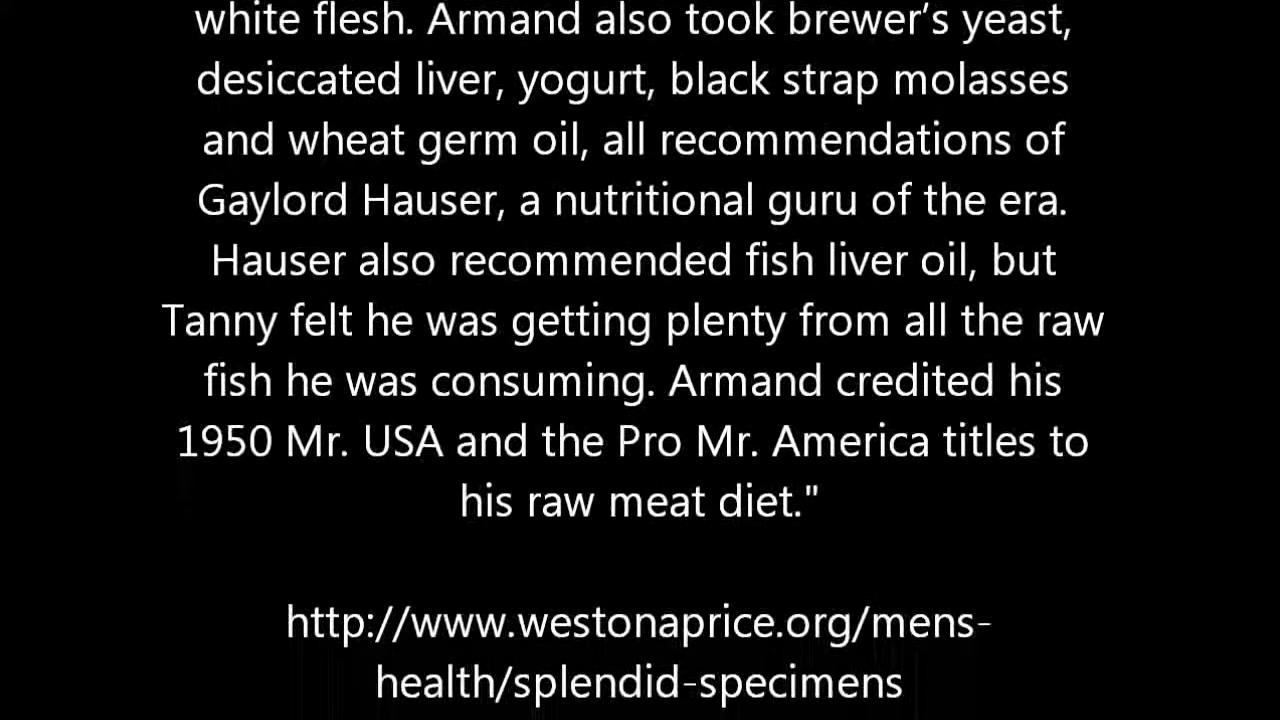 white flesh. Armand also took brewer’s yeast,
desiccated liver, yogurt, black strap molasses
and wheat germ oil, all recommendations of
Gaylord Hauser, a nutritional guru of the era.
Hauser also recommended fish liver oil, but
Tanny felt he was getting plenty from all the raw
fish he was consuming. Armand credited his
1950 Mr. USA and the Pro Mr. America titles to
his raw meat diet."
http://www.westonaprice.org/mens-
health/splendid-specimens